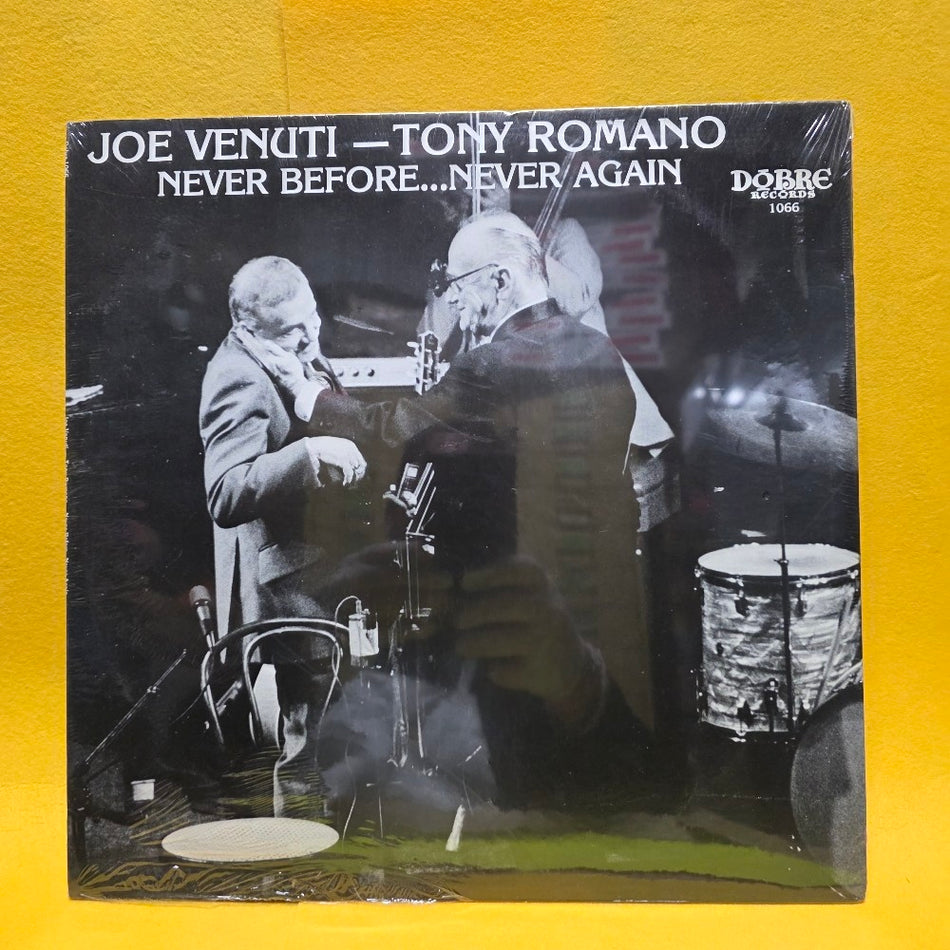 JOE VENUTI — TONY ROMANO
NEVER BEFORE...NEVER AGAIN
DOBRE
RECORDS
1066